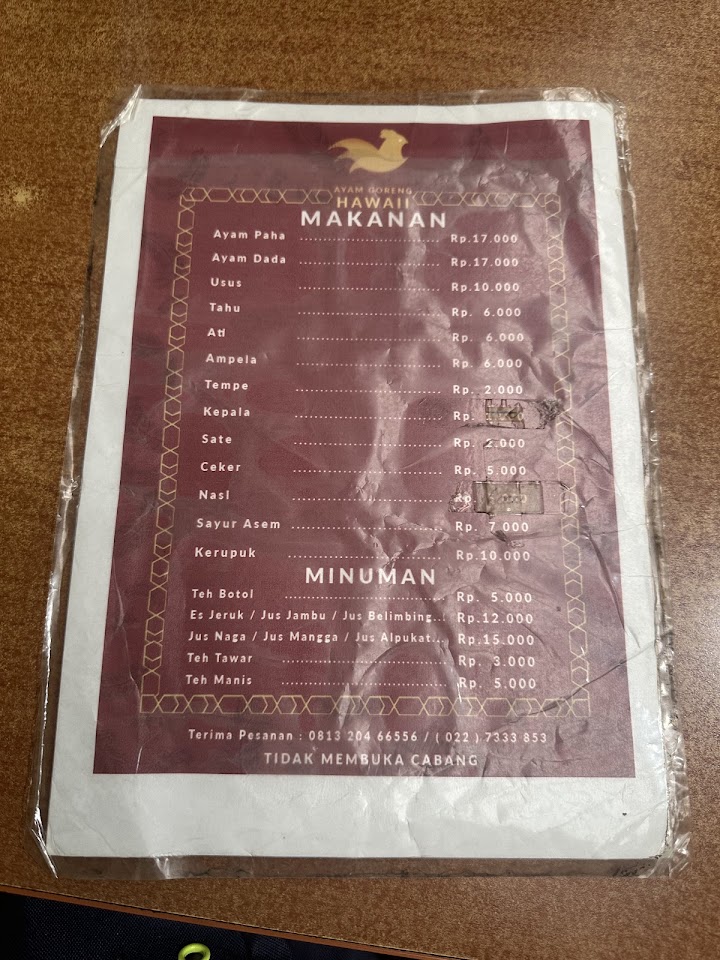 AYAM GORENG
HAWAII
MAKANAN
Ayam Paha ........................ Rp.17.000
Ayam Dada ........................ Rp.17.000
Usus ........................ Rp.10.000
Tahu ........................ Rp. 6.000
Ati ........................ Rp. 6.000
Ampela ........................ Rp. 6.000
Tempe ........................ Rp. 2.000
Kepala ........................ Rp.
Sate ........................ Rp. 2.000
Ceker ........................ Rp. 5.000
Nasi ........................ Rp.
Sayur Asem ........................ Rp. 7.000
Kerupuk ........................ Rp.10.000
MINUMAN
Teh Botol ........................ Rp. 5.000
Es Jeruk / Jus Jambu / Jus Belimbing... Rp.12.000
Jus Naga / Jus Mangga / Jus Alpukat... Rp.15.000
Teh Tawar ........................ Rp. 3.000
Teh Manis ........................ Rp. 5.000
Terima Pesanan : 0813 204 66556 / ( 022 ) 7333 853
TIDAK MEMBUKA CABANG